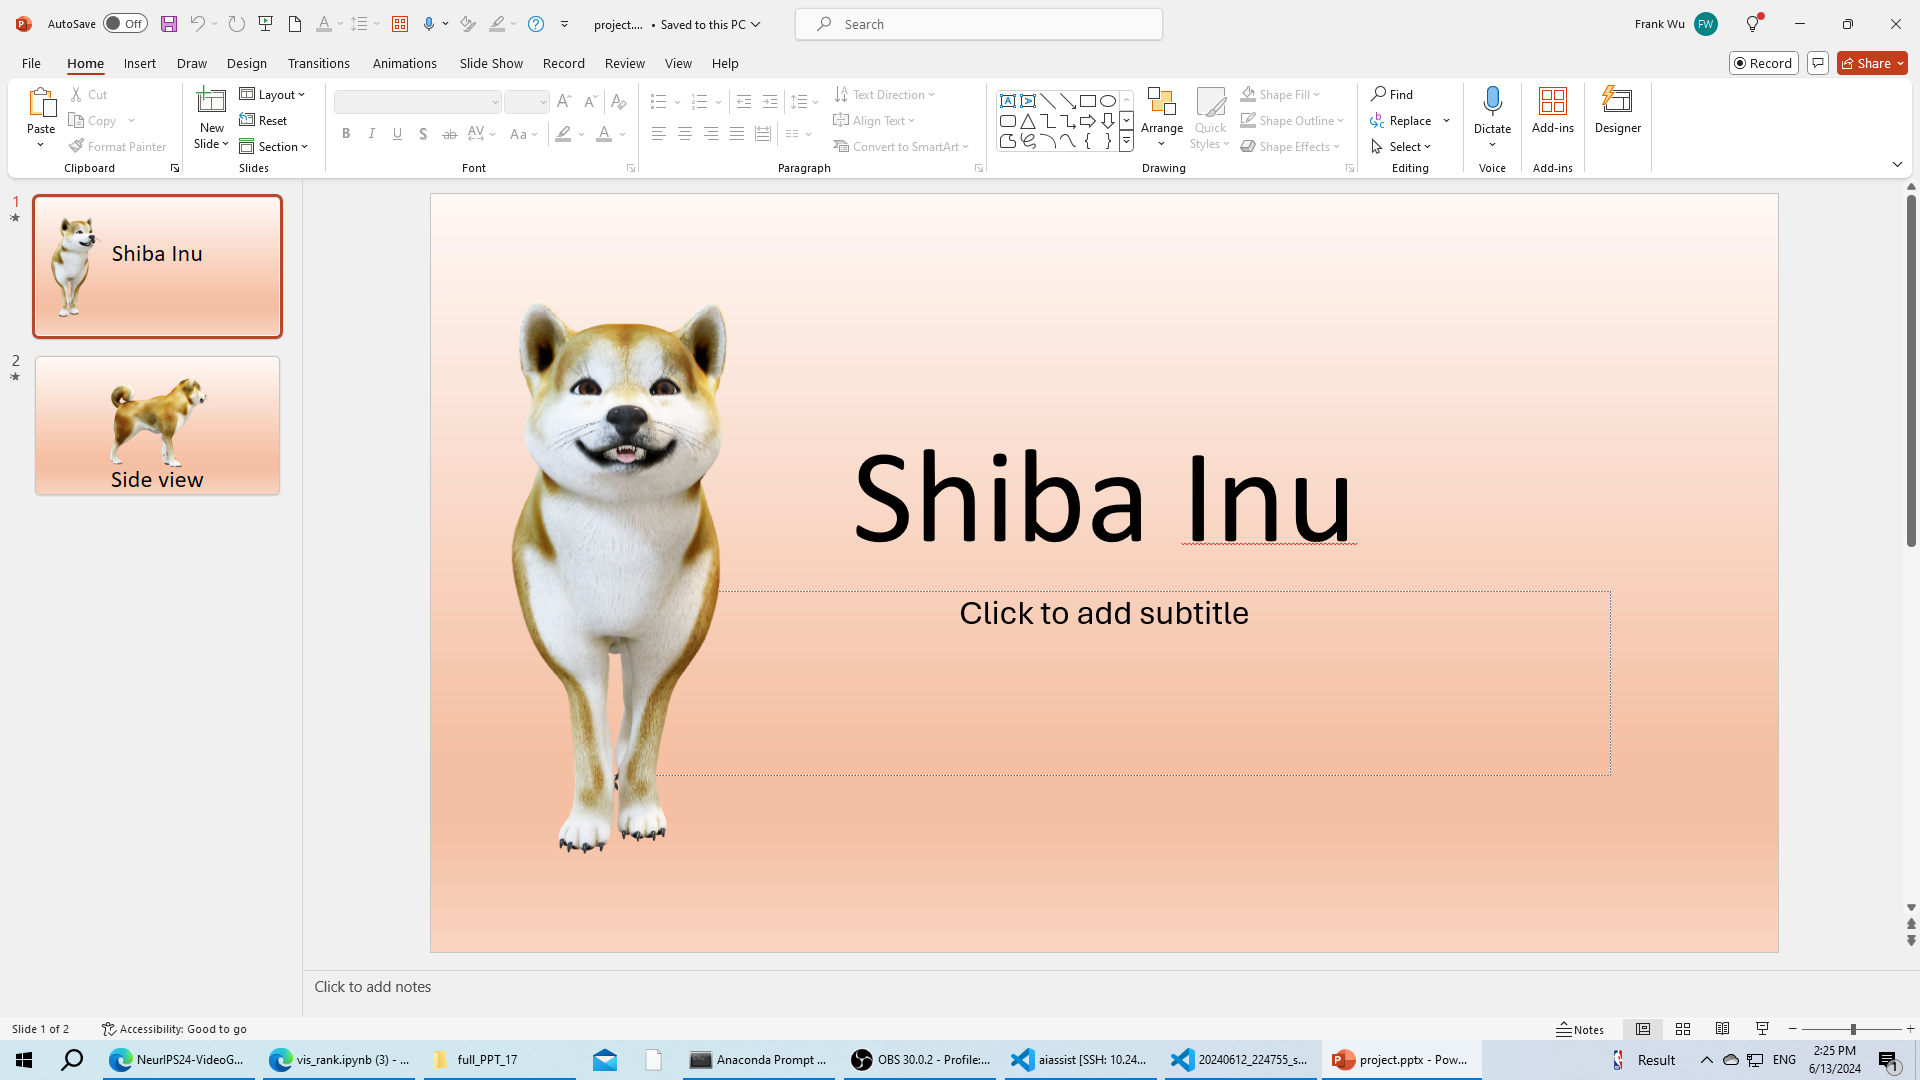 AutoSave Off
project.... • Saved to this PC
Search
Frank Wu FW
File Home Insert Draw Design Transitions Animations Slide Show Record Review View Help
Record Share
Paste
Cut
Copy
Format Painter
Clipboard
New
Slide
Layout
Reset
Section
Slides
Font
Text Direction
Align Text
Convert to SmartArt
Paragraph
Arrange
Quick
Styles
Shape Fill
Shape Outline
Shape Effects
Drawing
Find
Replace
Select
Editing
Dictate
Voice
Add-ins
Add-ins
Designer
1
Shiba Inu
2
Side view
Shiba Inu
Click to add subtitle
Click to add notes
Slide 1 of 2
Accessibility: Good to go
Notes
NeurIPS24-VideoG...
vis_rank.ipynb (3) - ...
full_PPT_17
Anaconda Prompt ...
OBS 30.0.2 - Profile:...
aiassist [SSH: 10.24...
20240612_224755_s...
project.pptx - Pow...
Result
ENG
2:25 PM
6/13/2024
1